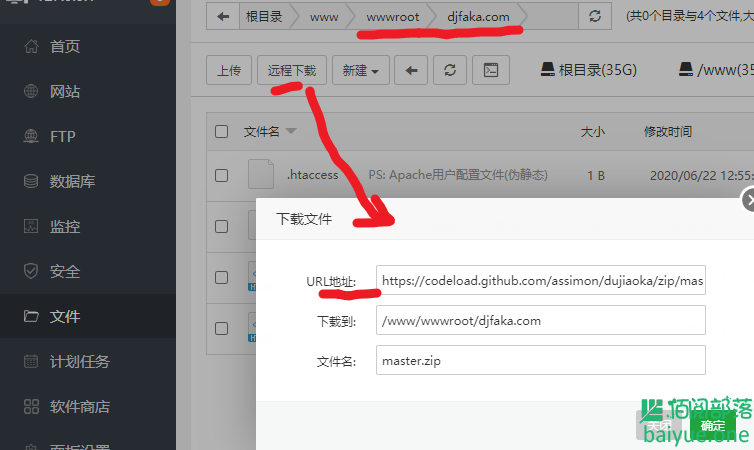 根目录 www wwwroot djfaka.com (共0个目录与4个文件,大
首页
上传 远程下载 新建 根目录(35G) /www(35
网站
文件名 大小 修改时间
FTP
.htaccess PS: Apache用户配置文件(伪静态) 1 B 2020/06/22 12:55:
数据库
监控
下载文件
安全
URL地址: https://codeload.github.com/assimon/dujiaoka/zip/mas
文件
下载到: /www/wwwroot/djfaka.com
计划任务
文件名: master.zip
软件商店
佰阅部落
关闭 确定
baiyue.one
面板设置